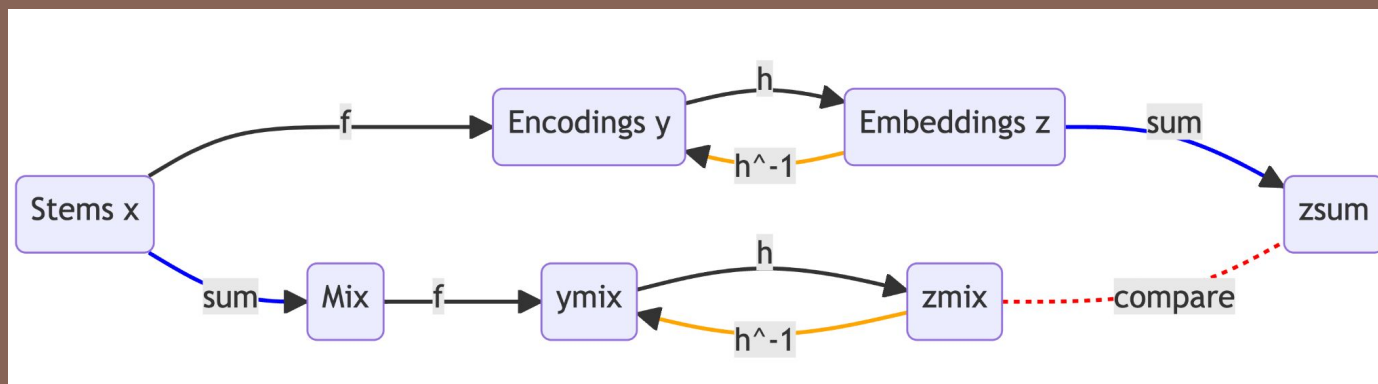 h
f
Encodings y
Embeddings z
sum
h^-1
Stems x
zsum
h
sum
Mix
f
ymix
zmix
compare
h^-1